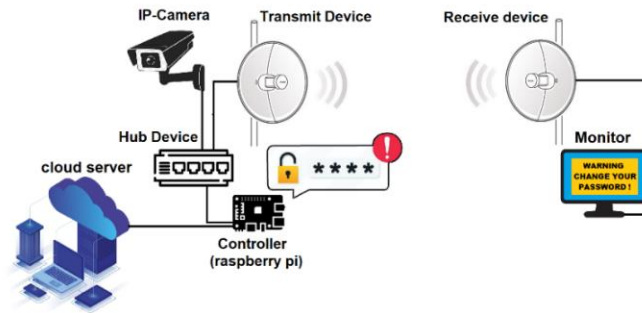 IP-Camera
Transmit Device
Receive device
Hub Device
Monitor
cloud server
****
!
WARNING
CHANGE YOUR
PASSWORD !
Controller
(raspberry pi)